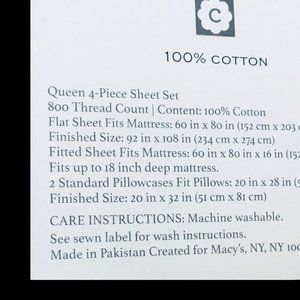 C
100% COTTON
Queen 4-Piece Sheet Set
800 Thread Count | Content: 100% Cotton
Flat Sheet Fits Mattress: 60 in x 80 in (152 cm x 203
Finished Size: 92 in x 108 in (234 cm x 274)
Fitted Sheet Fits Mattress: 60 in x 80 in x 16 in (152
Fits up to 18 inch deep mattress.
2 Standard Pillowcases Fit Pillows: 20 in x 28 in
Finished Size: 20 in x 32 in (51 cm x 81)
CARE INSTRUCTIONS: Machine washable.
See sewn label for wash instructions.
Made in Pakistan Created for Macy's, NY, NY